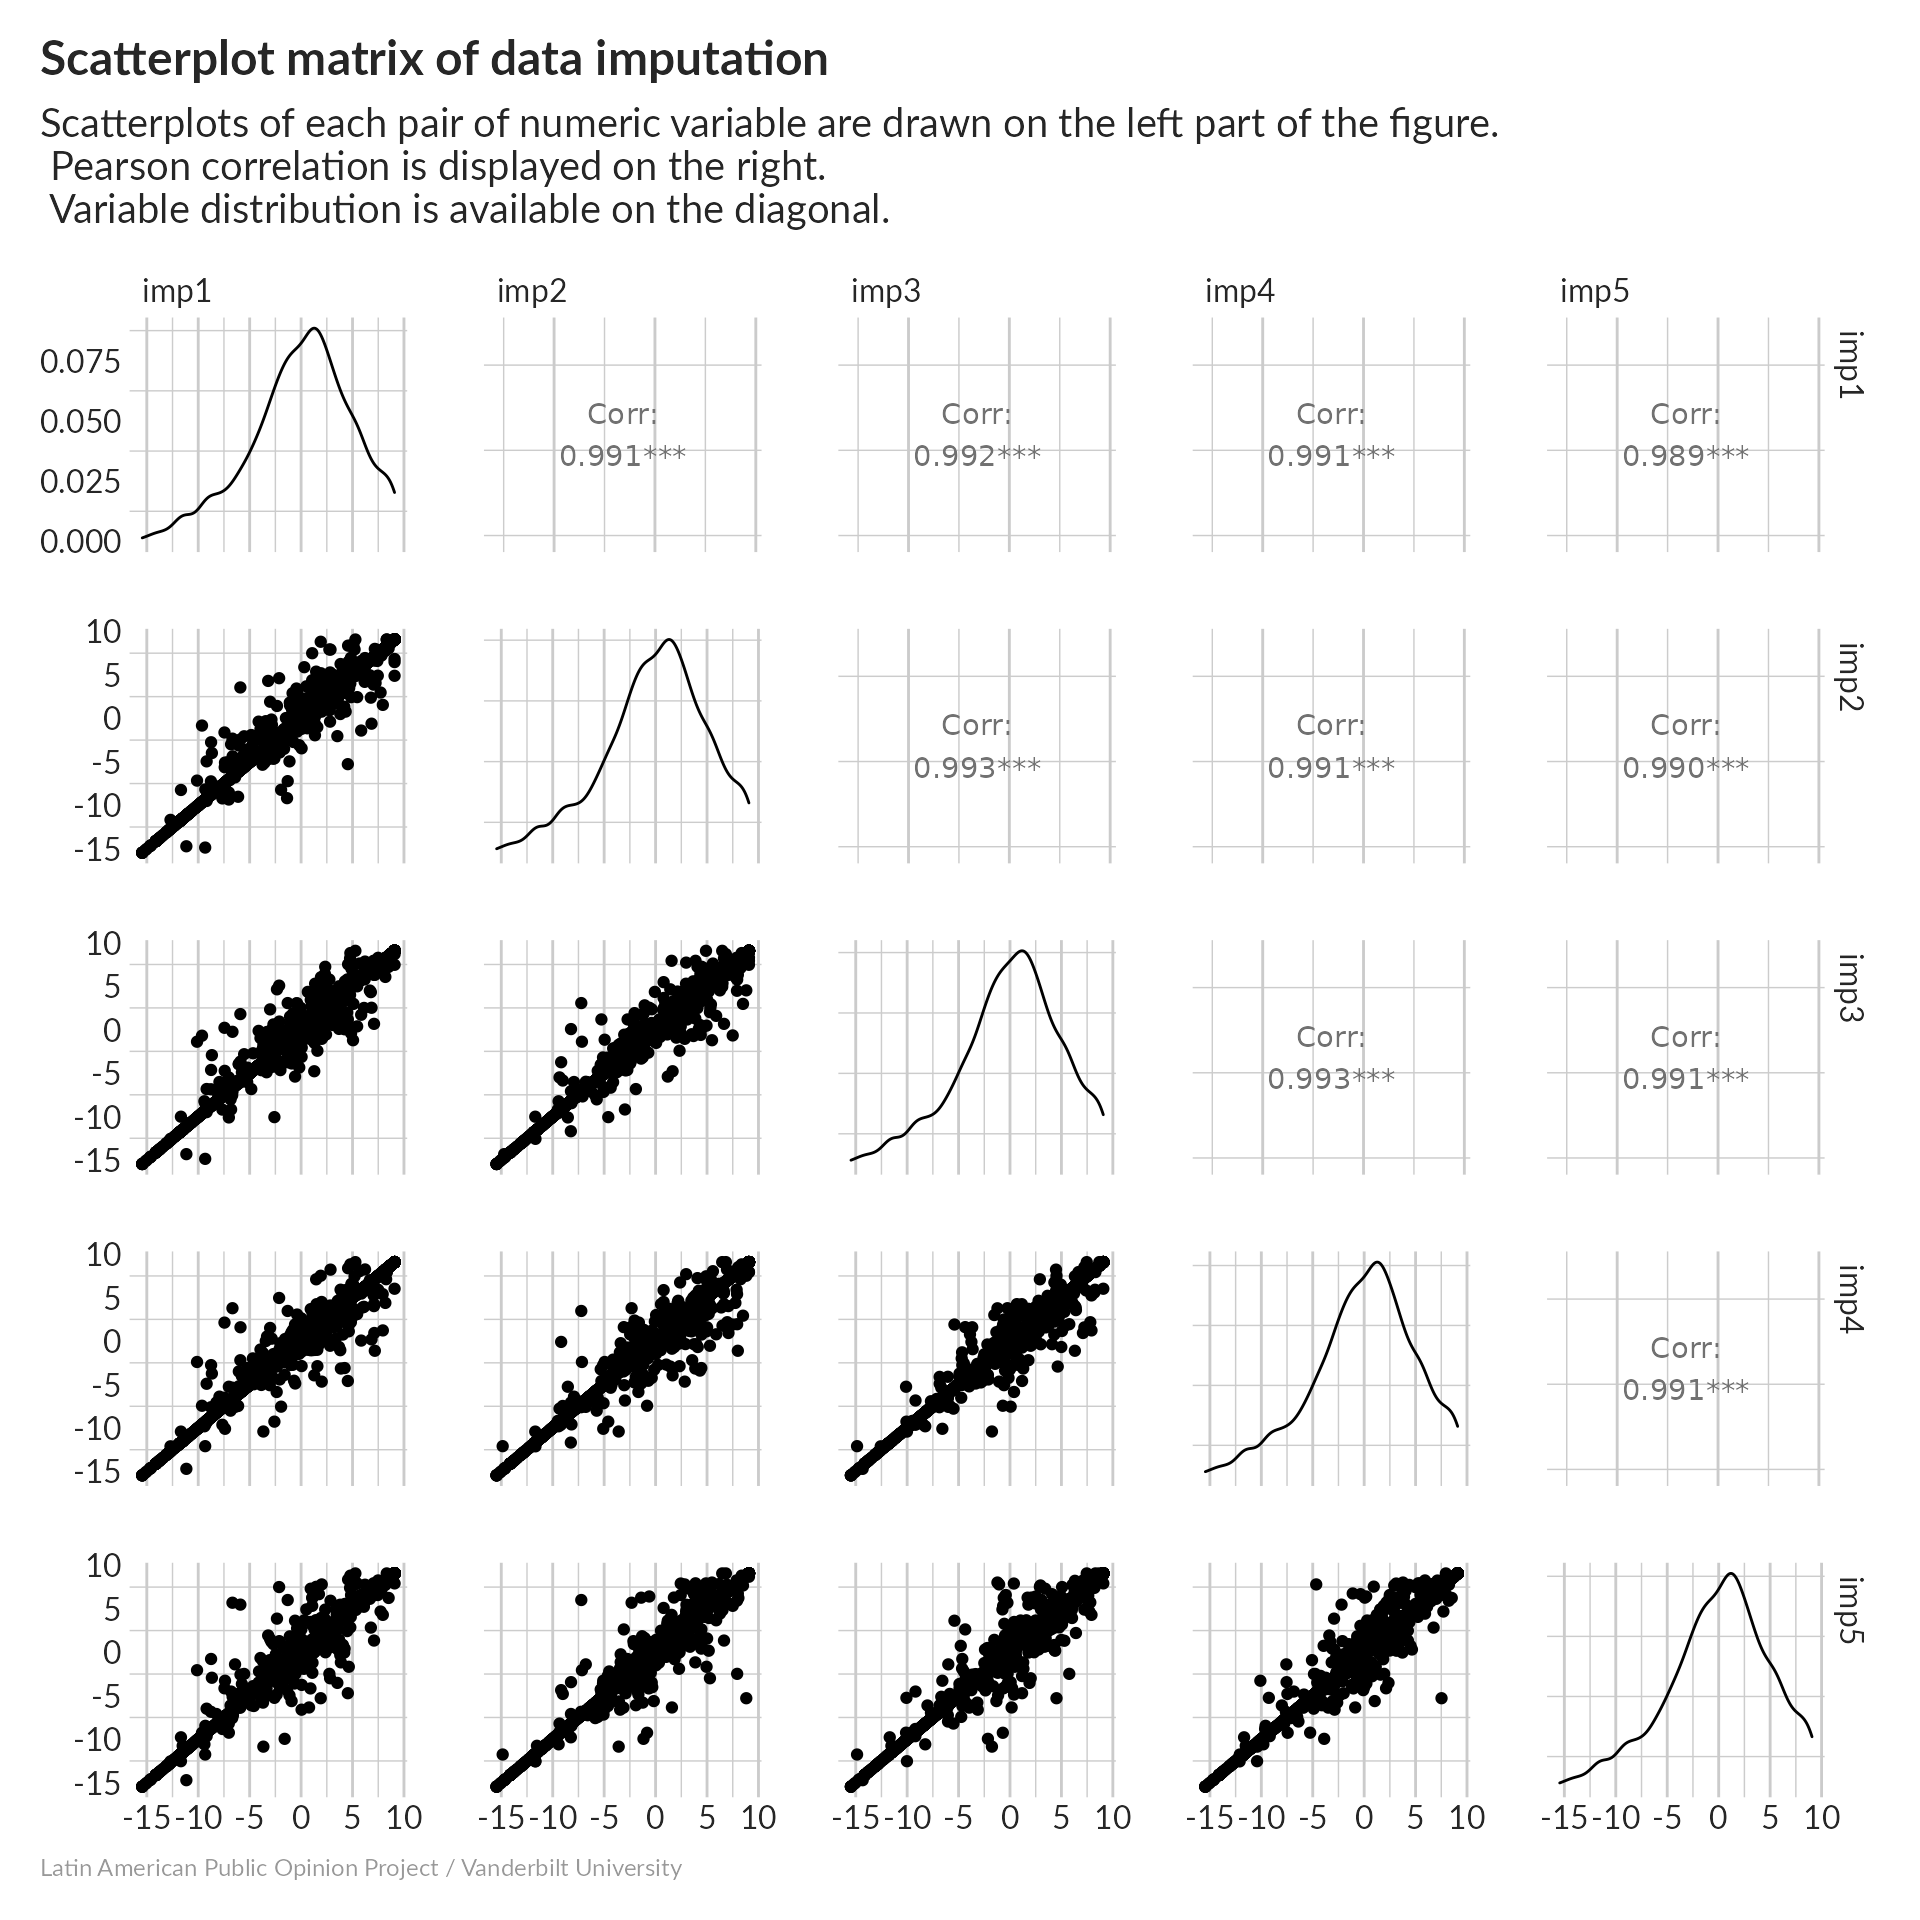 Scatterplot matrix of data imputation
Scatterplots of each pair of numeric variable are drawn on the left part of the figure.
Pearson correlation is displayed on the right.
Variable distribution is available on the diagonal.
imp1 imp2 imp3 imp4 imp5
0.075
0.050
0.025
0.000
Corr: Corr: Corr: Corr:
0.991*** 0.992*** 0.991*** 0.989***
imp1
10
5
0
-5
-10
-15
Corr: Corr: Corr:
0.993*** 0.991*** 0.990***
imp2
10
5
0
-5
-10
-15
Corr: Corr:
0.993*** 0.991***
imp3
10
5
0
-5
-10
-15
Corr:
0.991***
imp4
10
5
0
-5
-10
-15
imp5
-15 -10 -5 0 5 10 -15 -10 -5 0 5 10 -15 -10 -5 0 5 10 -15 -10 -5 0 5 10 -15 -10 -5 0 5 10
Latin American Public Opinion Project / Vanderbilt University